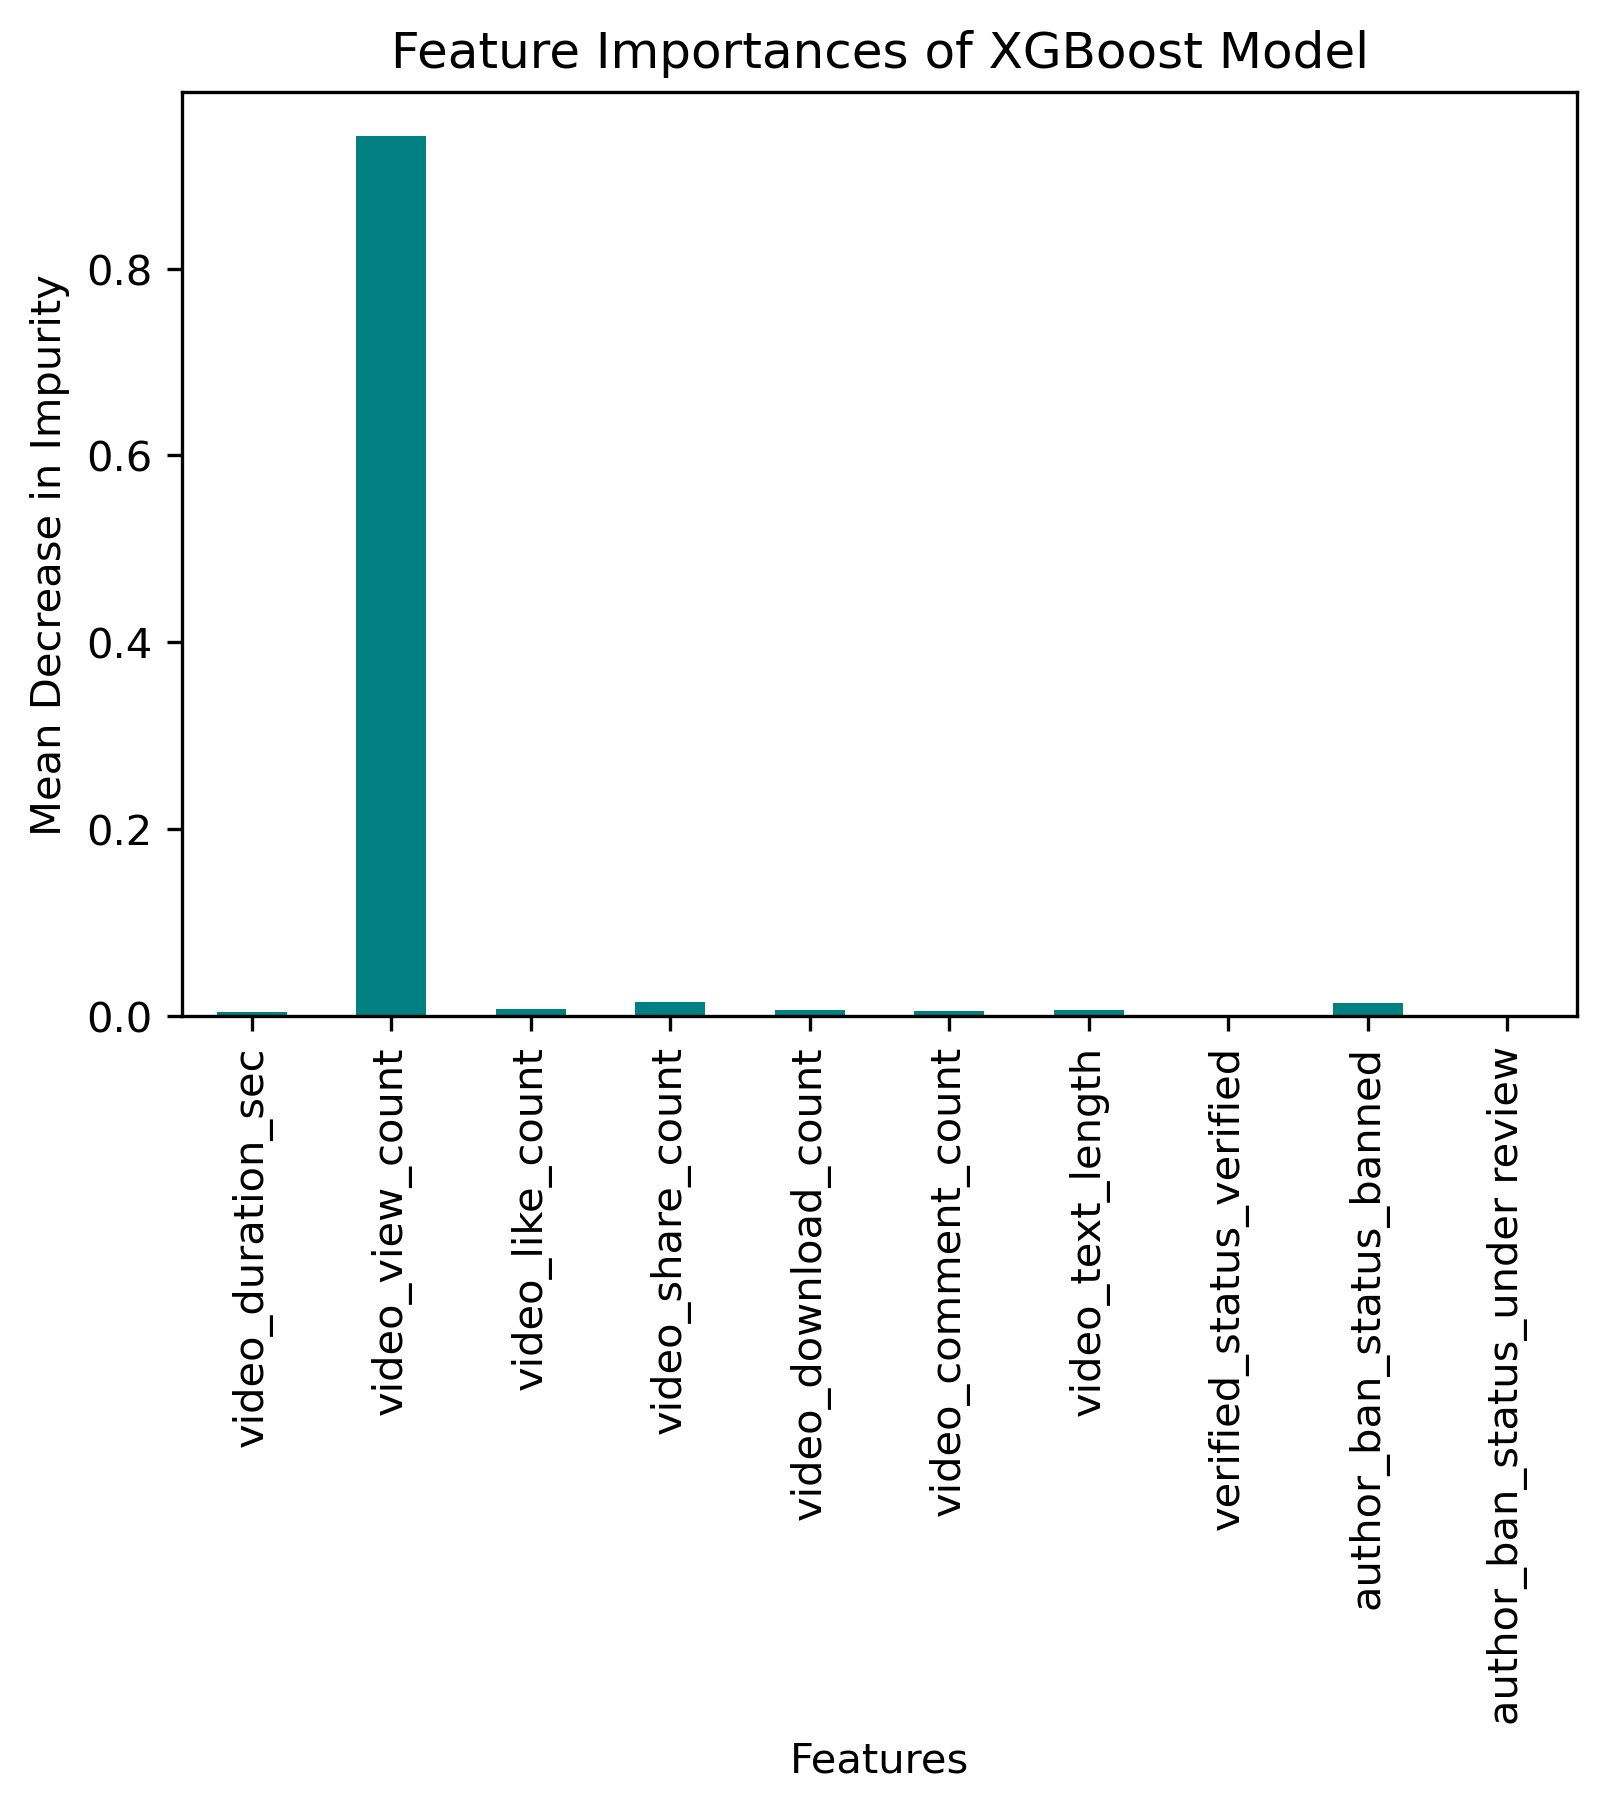 Feature Importances of XGBoost Model
Mean Decrease in Impurity
0.8
0.6
0.4
0.2
0.0
video_duration_sec
video_view_count
video_like_count
video_share_count
video_download_count
video_comment_count
video_text_length
verified_status_verified
author_ban_status_banned
author_ban_status_under review
Features